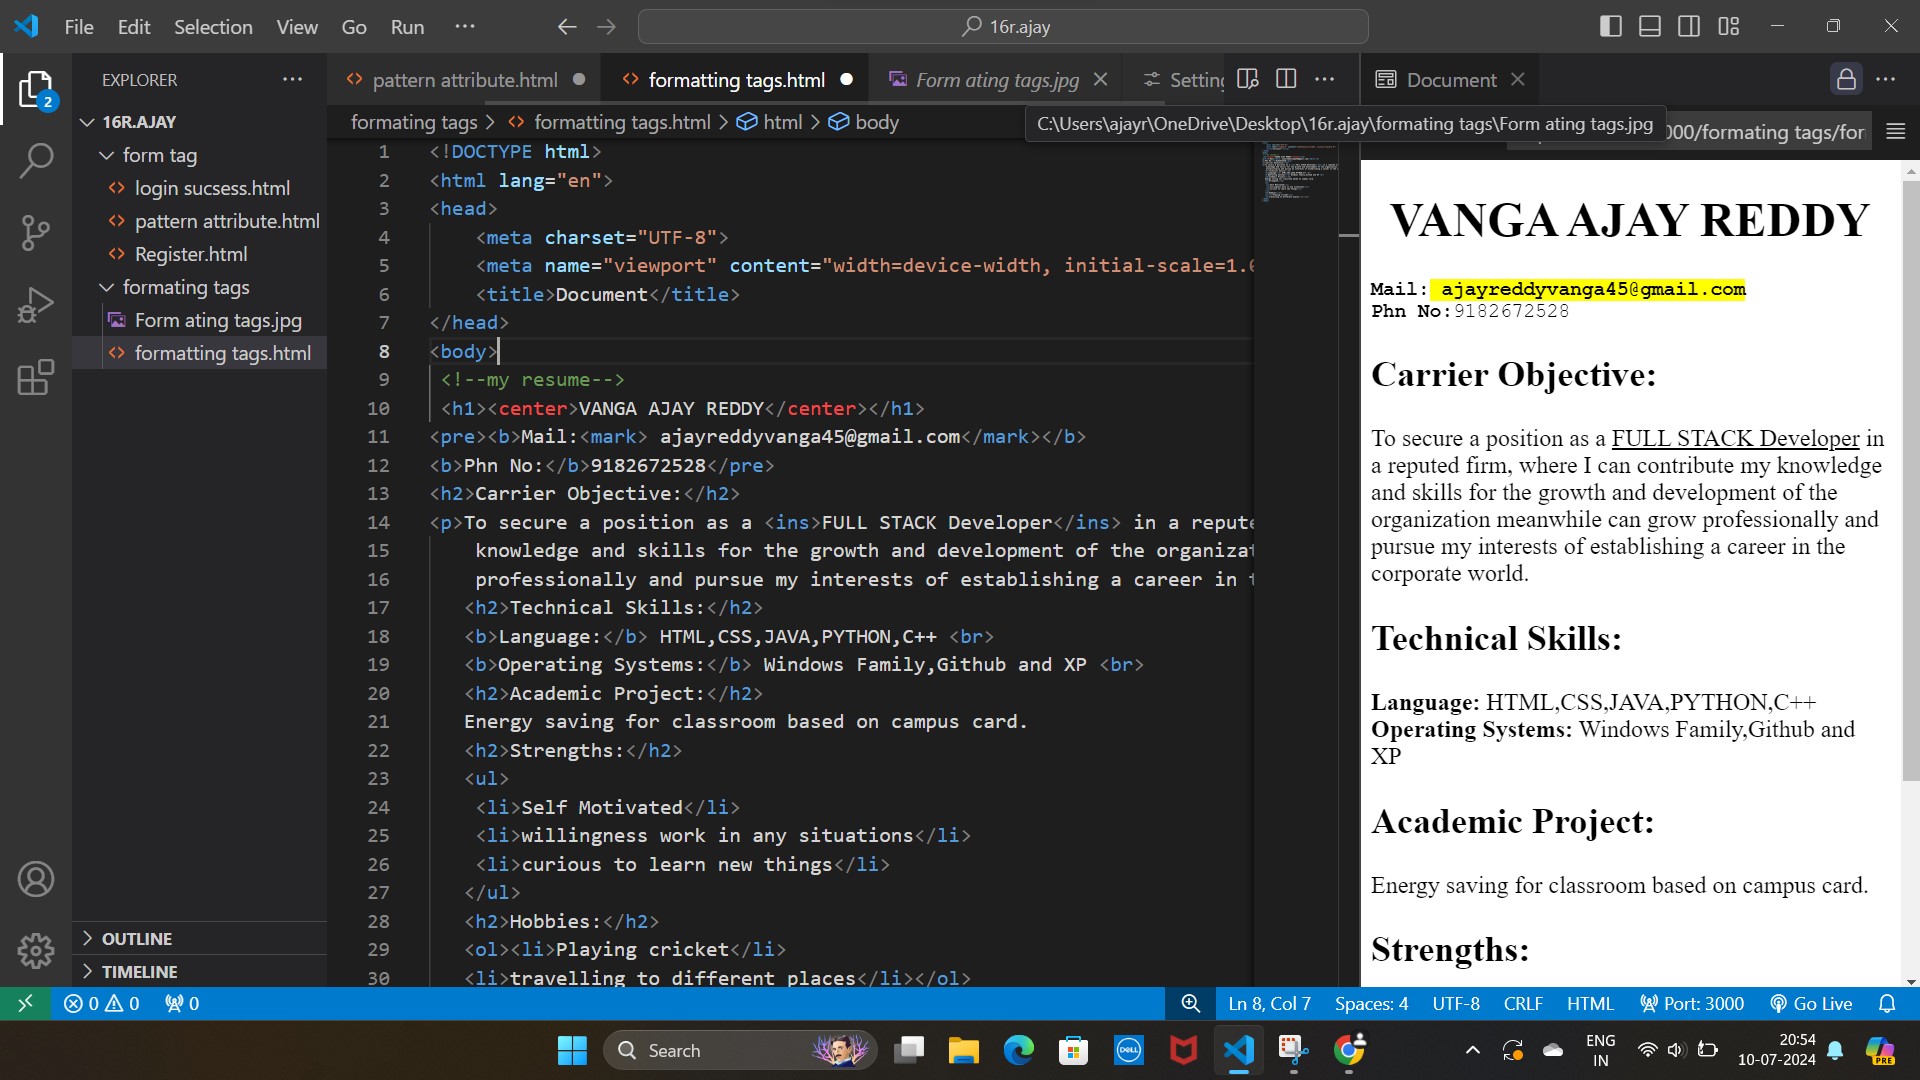 File Edit Selection View Go Run ···
16r.ajay
EXPLORER
16R.AJAY
form tag
login sucsess.html
pattern attribute.html
Register.html
formating tags
Form ating tags.jpg
formatting tags.html
OUTLINE
TIMELINE
2
pattern attribute.html
formatting tags.html
Form ating tags.jpg
Setting
Document
formating tags > formatting tags.html > html > body
C:\Users\ajayr\OneDrive\Desktop\16r.ajay\formating tags\Form ating tags.jpg
000/formating tags/for
1 <!DOCTYPE html>
2 <html lang="en">
3 <head>
4 <meta charset="UTF-8">
5 <meta name="viewport" content="width=device-width, initial-scale=1.0
6 <title>Document</title>
7 </head>
8 <body>
9 <!--my resume-->
10 <h1><center>VANGA AJAY REDDY</center></h1>
11 <pre><b>Mail:<mark> ajayreddyvanga45@gmail.com</mark></b>
12 <b>Phn No:</b>9182672528</pre>
13 <h2>Carrier Objective:</h2>
14 <p>To secure a position as a <ins>FULL STACK Developer</ins> in a repute
15 knowledge and skills for the growth and development of the organizat
16 professionally and pursue my interests of establishing a career in t
17 <h2>Technical Skills:</h2>
18 <b>Language:</b> HTML,CSS,JAVA,PYTHON,C++ <br>
19 <b>Operating Systems:</b> Windows Family,Github and XP <br>
20 <h2>Academic Project:</h2>
21 Energy saving for classroom based on campus card.
22 <h2>Strengths:</h2>
23 <ul>
24 <li>Self Motivated</li>
25 <li>willingness work in any situations</li>
26 <li>curious to learn new things</li>
27 </ul>
28 <h2>Hobbies:</h2>
29 <ol><li>Playing cricket</li>
30 <li>travelling to different places</li></ol>
VANGA AJAY REDDY
Mail: ajayreddyvanga45@gmail.com
Phn No:9182672528
Carrier Objective:
To secure a position as a FULL STACK Developer in
a reputed firm, where I can contribute my knowledge
and skills for the growth and development of the
organization meanwhile can grow professionally and
pursue my interests of establishing a career in the
corporate world.
Technical Skills:
Language: HTML,CSS,JAVA,PYTHON,C++
Operating Systems: Windows Family,Github and
XP
Academic Project:
Energy saving for classroom based on campus card.
Strengths:
0 0 0
Ln 8, Col 7 Spaces: 4 UTF-8 CRLF HTML Port: 3000 Go Live
Search
DELL
ENG
IN
20:54
10-07-2024
PRE